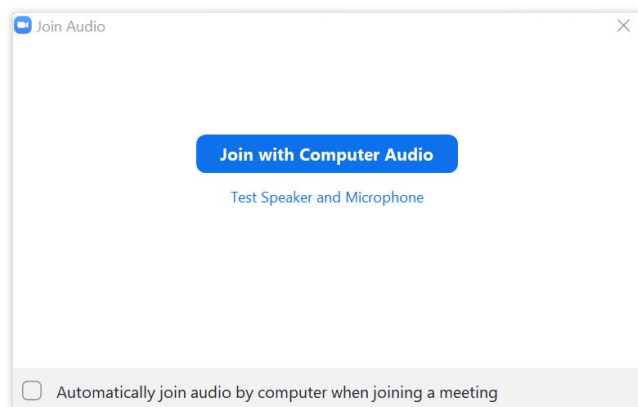 Join Audio
Join with Computer Audio
Test Speaker and Microphone
Automatically join audio by computer when joining a meeting